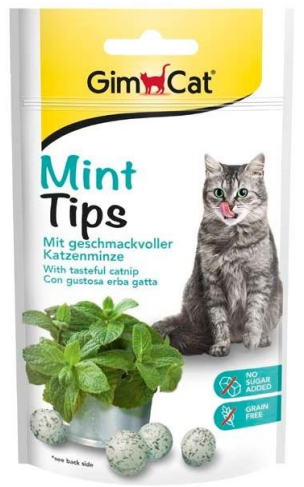 GimCat®
Mint
Tips
Mit geschmackvoller
Katzenminze
With tasteful catnip
Con gustosa erba gatta
NO
SUGAR
ADDED
GRAIN
FREE
*see back side